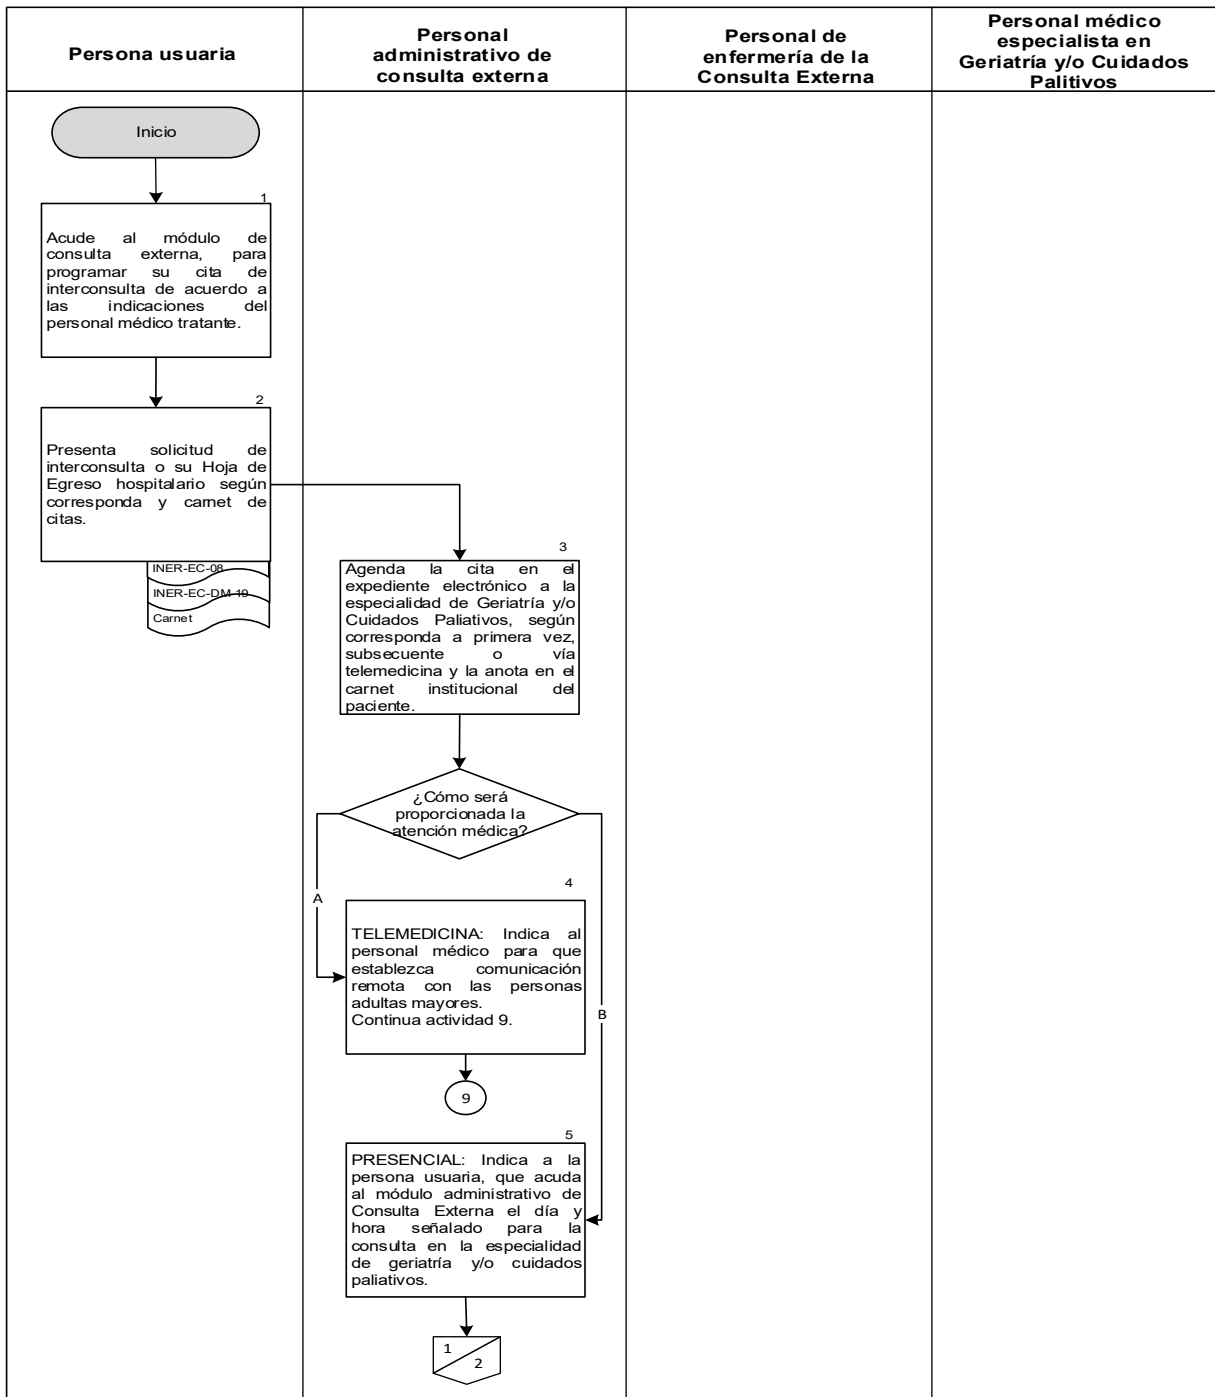 Persona usuaria
Personal
administrativo de
consulta externa
Personal de
enfermería de la
Consulta Externa
Personal médico
especialista en
Geriatría y/o Cuidados
Palitivos
Inicio
1
Acude al módulo de
consulta externa, para
programar su cita de
interconsulta de acuerdo a
las indicaciones del
personal médico tratante.
2
Presenta solicitud de
interconsulta o su Hoja de
Egreso hospitalario según
corresponda y carnet de
citas.
INER-EC-08
INER-EC-DM-19
Carnet
3
Agenda la cita en el
expediente electrónico a la
especialidad de Geriatría y/o
Cuidados Paliativos, según
corresponda a primera vez,
subsecuente o vía
telemedicina y la anota en el
carnet institucional del
paciente.
¿Cómo será
proporcionada la
atención médica?
A
4
TELEMEDICINA: Indica al
personal médico para que
establezca comunicación
remota con las personas
adultas mayores.
Continua actividad 9.
B
9
5
PRESENCIAL: Indica a la
persona usuaria, que acuda
al módulo administrativo de
Consulta Externa el día y
hora señalado para la
consulta en la especialidad
de geriatría y/o cuidados
paliativos.
1
2